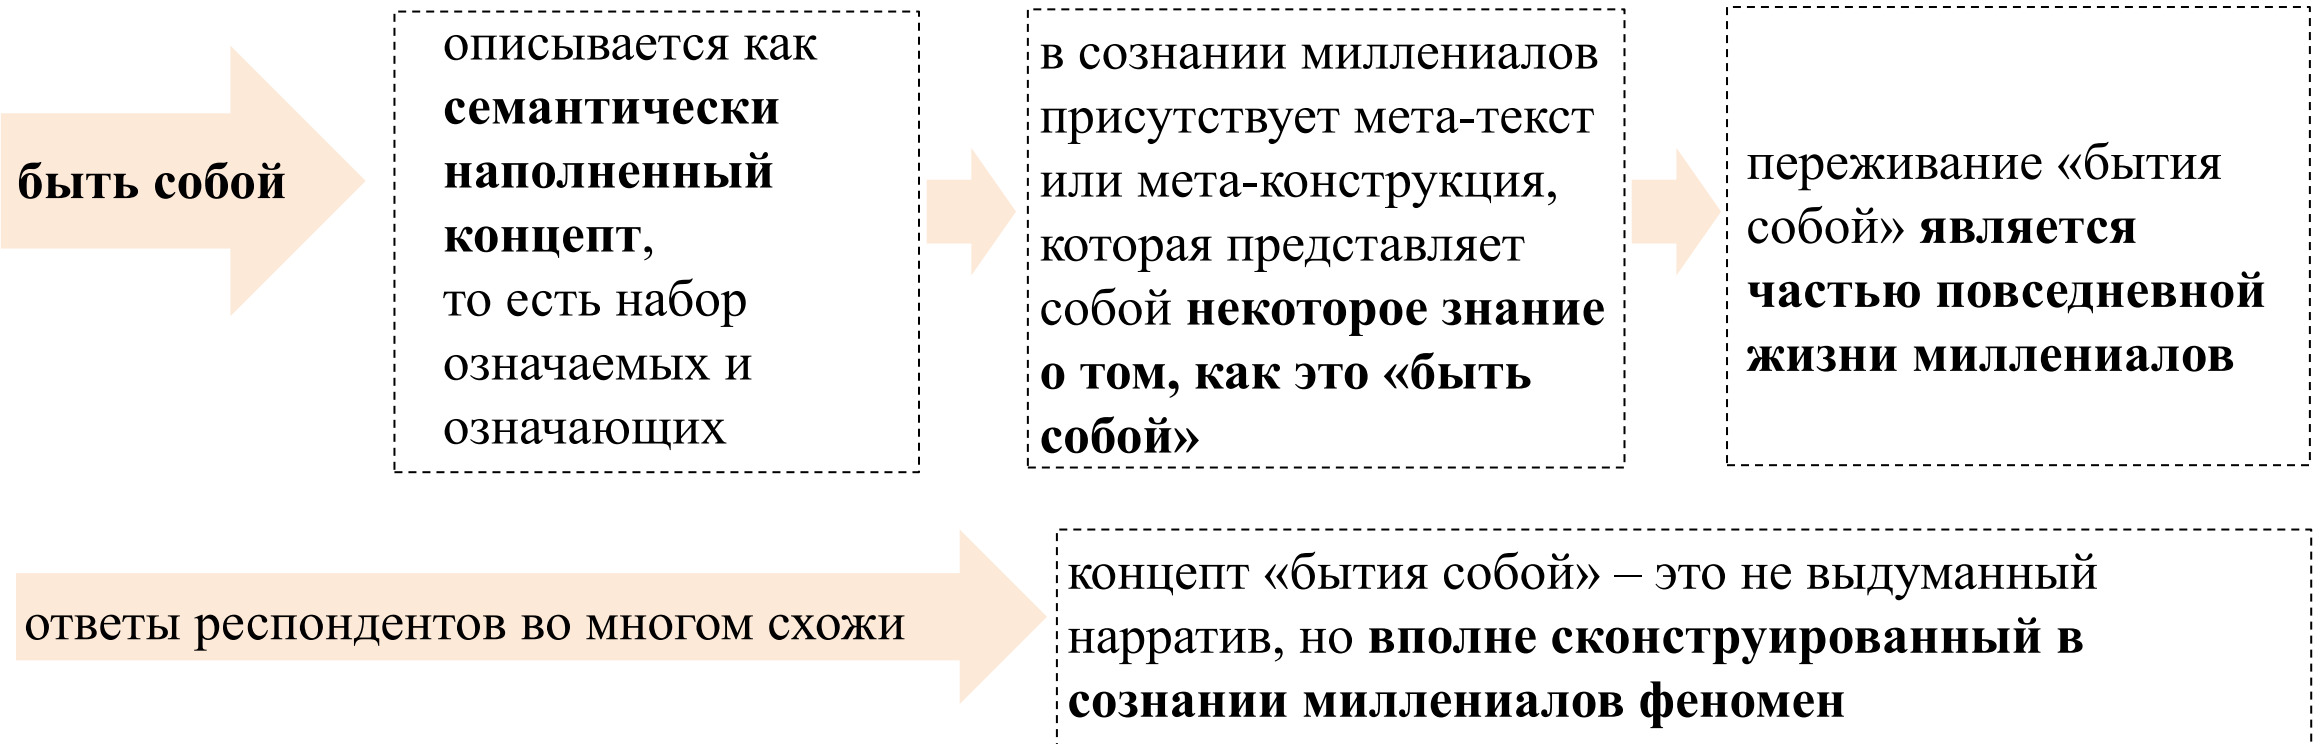 быть собой
описывается как
семантически
наполненный
концепт,
то есть набор
означаемых и
означающих
в сознании миллениалов
присутствует мета-текст
или мета-конструкция,
которая представляет
собой некоторое знание
о том, как это «быть
собой»
переживание «бытия
собой» является
частью повседневной
жизни миллениалов
ответы респондентов во многом схожи
концепт «бытия собой» – это не выдуманный
нарратив, но вполне сконструированный в
сознании миллениалов феномен